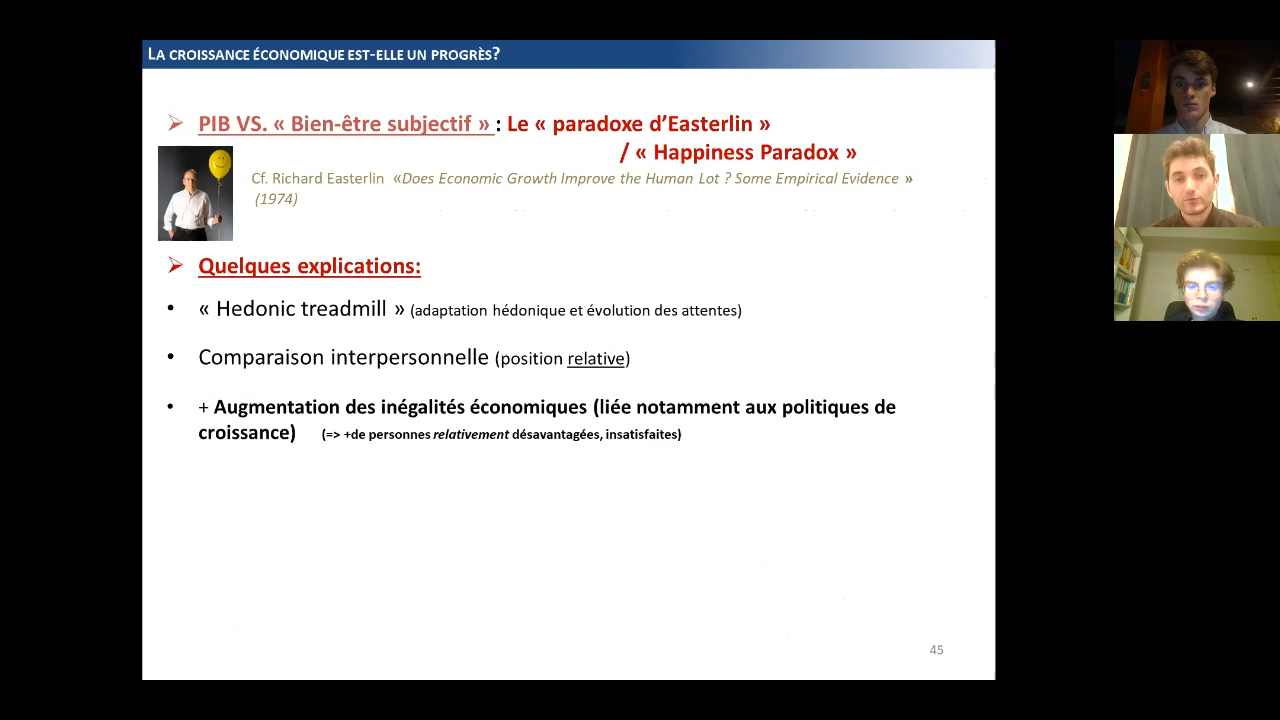 LA CROISSANCE ÉCONOMIQUE EST-ELLE UN PROGRÈS?
➢ PIB VS. « Bien-être subjectif » : Le « paradoxe d’Easterlin »
/ « Happiness Paradox »
Cf. Richard Easterlin «Does Economic Growth Improve the Human Lot ? Some Empirical Evidence »
(1974)
➢ Quelques explications:
• « Hedonic treadmill » (adaptation hédonique et évolution des attentes)
• Comparaison interpersonnelle (position relative)
• + Augmentation des inégalités économiques (liée notamment aux politiques de
croissance) (=> +de personnes relativement désavantagées, insatisfaites)
45